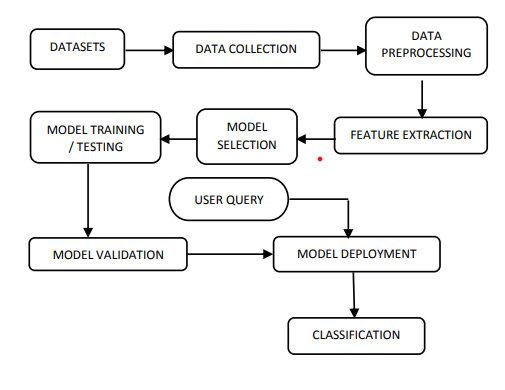 DATASETS
DATA COLLECTION
DATA
PREPROCESSING
FEATURE EXTRACTION
MODEL
SELECTION
MODEL TRAINING
/ TESTING
USER QUERY
MODEL VALIDATION
MODEL DEPLOYMENT
CLASSIFICATION